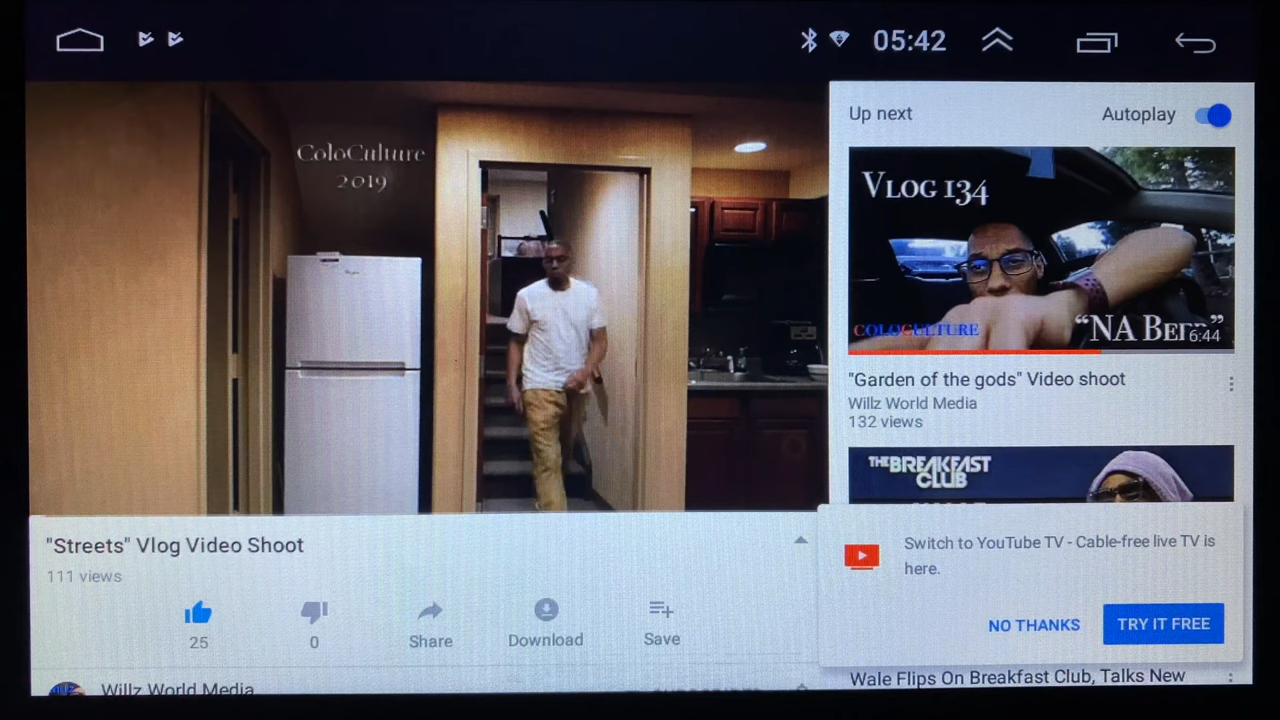 05:42
ColoCulture
2019
Up next
Autoplay
VLOG 134
COLOCULTURE
6:44
"Garden of the gods" Video shoot
Willz World Media
132 views
THE BREAKFAST
CLUB
"Streets" Vlog Video Shoot
111 views
25
0
Share
Download
Save
Willz World Media
Switch to YouTube TV - Cable-free live TV is
here.
NO THANKS
TRY IT FREE
Wale Flips On Breakfast Club, Talks New